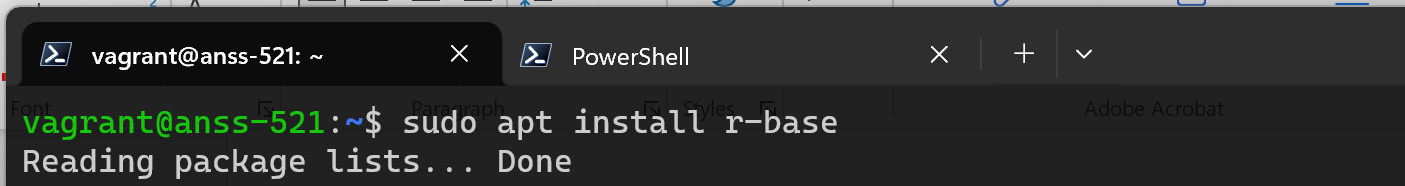 vagrant@anss-521: ~
PowerShell
Font
Paragraph
Styles
Adobe Acrobat
vagrant@anss-521:~$ sudo apt install r-base
Reading package lists... Done